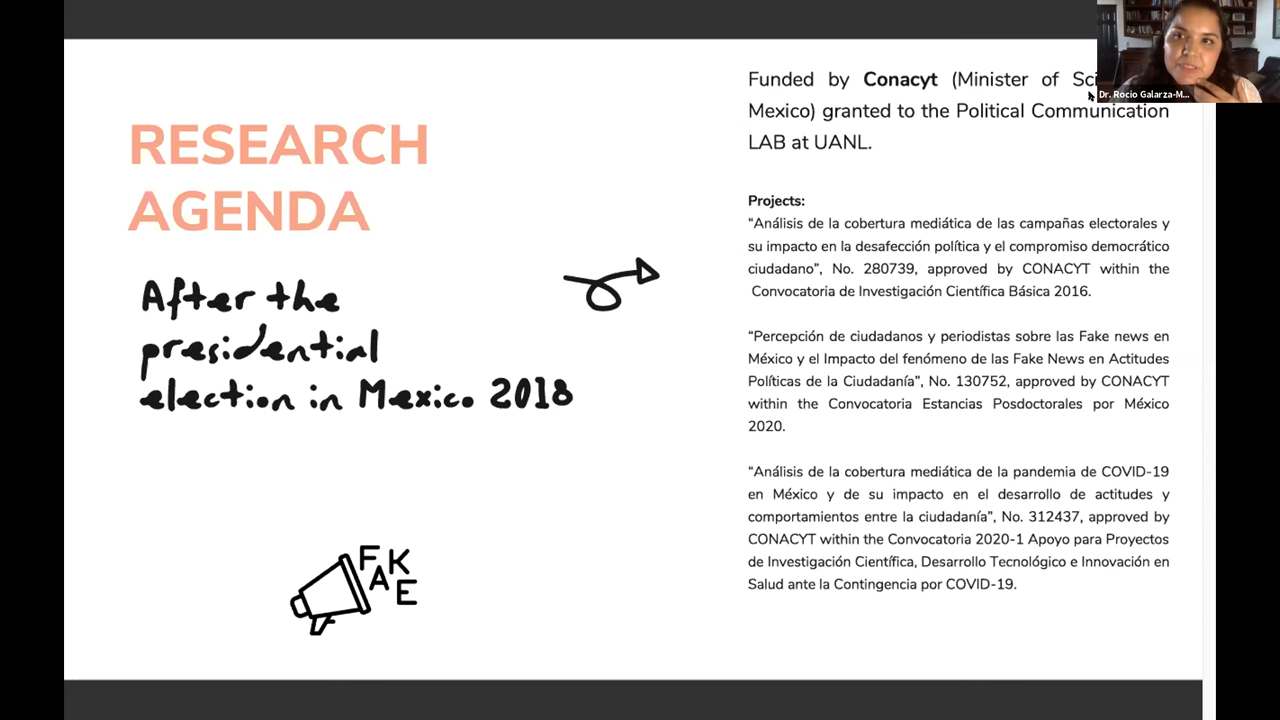 RESEARCH
AGENDA
After the
presidential
election in Mexico 2018
FAKE
Funded by Conacyt (Minister of
Mexico) granted to the Political Communication
LAB at UANL.
Projects:
“Análisis de la cobertura mediática de las campañas electorales y
su impacto en la desafección política y el compromiso democrático
ciudadano”, No. 280739, approved by CONACYT within the
Convocatoria de Investigación Científica Básica 2016.
“Percepción de ciudadanos y periodistas sobre las Fake news en
México y el Impacto del fenómeno de las Fake News en Actitudes
Políticas de la Ciudadanía”, No. 130752, approved by CONACYT
within the Convocatoria Estancias Posdoctorales por México
2020.
“Análisis de la cobertura mediática de la pandemia de COVID-19
en México y de su impacto en el desarrollo de actitudes y
comportamientos entre la ciudadanía”, No. 312437, approved by
CONACYT within the Convocatoria 2020-1 Apoyo para Proyectos
de Investigación Científica, Desarrollo Tecnológico e Innovación en
Salud ante la Contingencia por COVID-19.
Dr. Rocio Galarza-M...